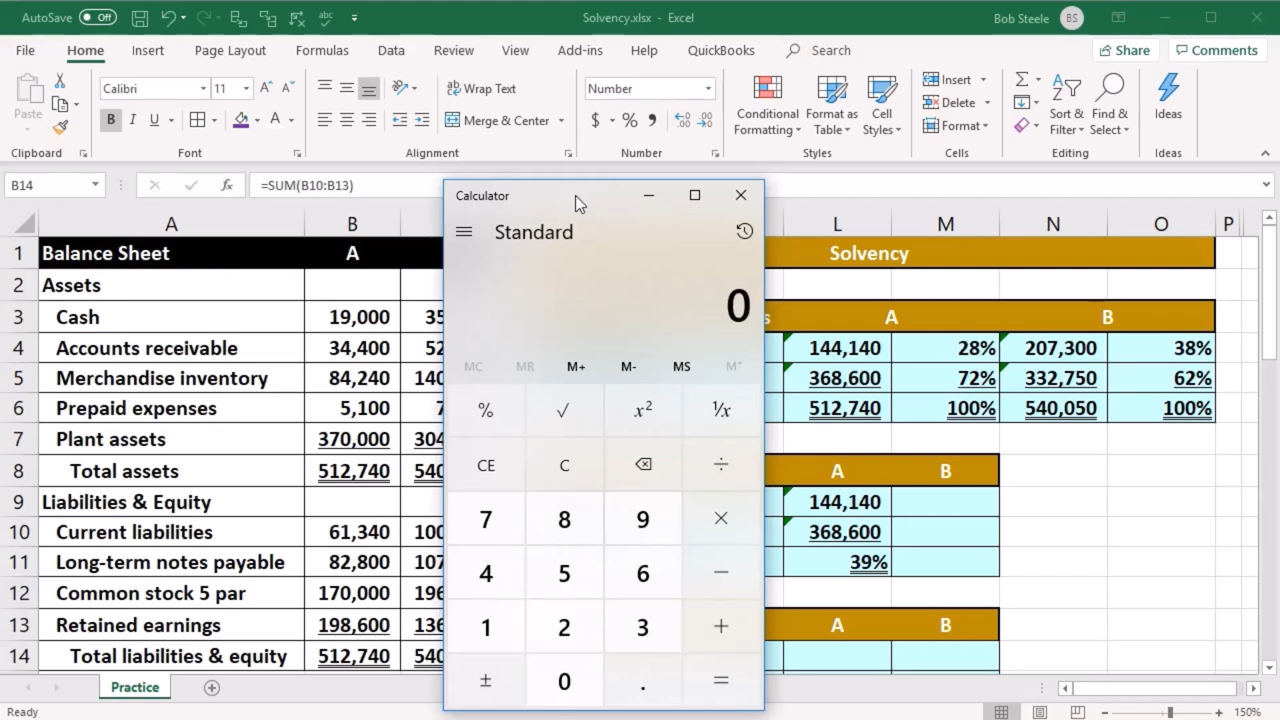 AutoSave Off Solvency.xlsx - Excel Bob Steele BS
File Home Insert Page Layout Formulas Data Review View Add-ins Help QuickBooks Search Share Comments
Paste Calibri 11 Wrap Text Number Conditional Formatting Format as Table Cell Styles Insert Sort & Filter Find & Select Ideas
B I U A Merge & Center $ % Delete
Format
Clipboard Font Alignment Number Styles Cells Editing Ideas
B14 fx =SUM(B10:B13)
A B L M N O P
1 Balance Sheet A Solvency
2 Assets
3 Cash 19,000 35 s A B
4 Accounts receivable 34,400 52 144,140 28% 207,300 38%
5 Merchandise inventory 84,240 140 368,600 72% 332,750 62%
6 Prepaid expenses 5,100 7 512,740 100% 540,050 100%
7 Plant assets 370,000 304
8 Total assets 512,740 540 A B
9 Liabilities & Equity 144,140
10 Current liabilities 61,340 100 368,600
11 Long-term notes payable 82,800 107 39%
12 Common stock 5 par 170,000 196
13 Retained earnings 198,600 136 A B
14 Total liabilities & equity 512,740 540
Calculator
Standard
0
MC MR M+ M- MS M˅
% √ x² ¹/x
CE C ÷
7 8 9 ×
4 5 6 −
1 2 3 +
± 0 . =
Practice
Ready 150%